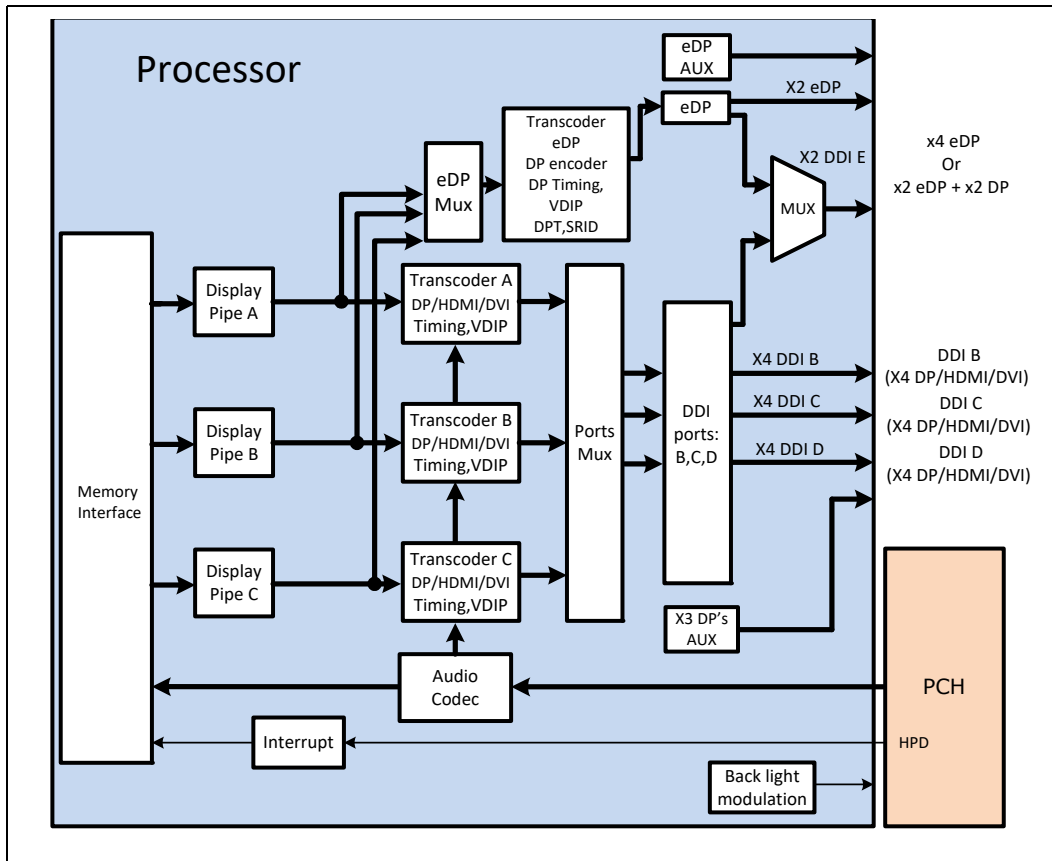 Processor
eDP
AUX
X2 eDP
eDP
Transcoder
eDP
DP encoder
DP Timing,
VDIP
DPT,SRID
eDP
Mux
X2 DDI E
MUX
x4 eDP
Or
x2 eDP + x2 DP
Memory
Interface
Display
Pipe A
Transcoder A
DP/HDMI/DVI
Timing,VDIP
Display
Pipe B
Transcoder B
DP/HDMI/DVI
Timing,VDIP
Display
Pipe C
Transcoder C
DP/HDMI/DVI
Timing,VDIP
Ports
Mux
DDI
ports:
B,C,D
X4 DDI B
X4 DDI C
X4 DDI D
DDI B
(X4 DP/HDMI/DVI)
DDI C
(X4 DP/HDMI/DVI)
DDI D
(X4 DP/HDMI/DVI)
X3 DP’s
AUX
Audio
Codec
PCH
Interrupt
HPD
Back light
modulation